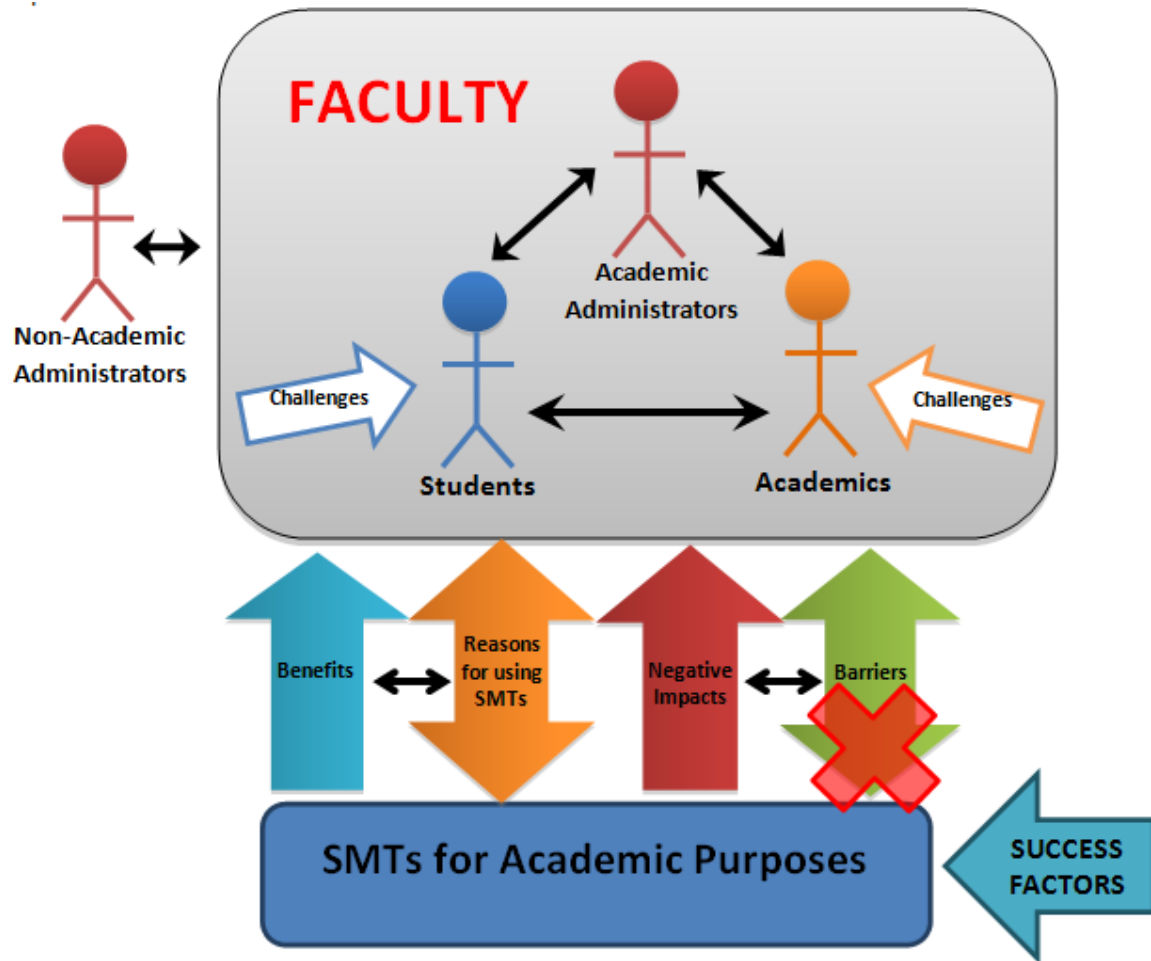 FACULTY
Academic
Administrators
Non-Academic
Administrators
Challenges
Challenges
Students
Academics
Benefits
Reasons
for using
SMTs
Negative
Impacts
Barriers
SMTs for Academic Purposes
SUCCESS
FACTORS